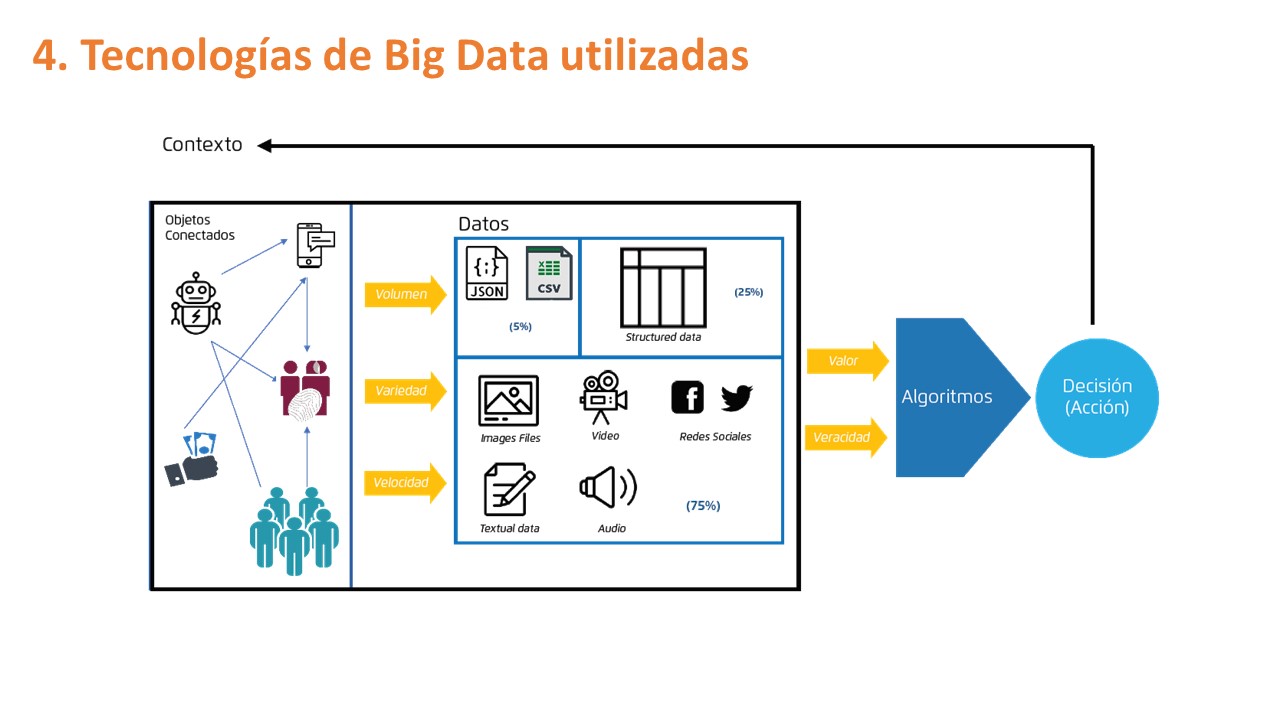 4. Tecnologías de Big Data utilizadas
Contexto
Objetos
Conectados
Volumen
Variedad
Velocidad
Datos
{;}
JSON
X
CSV
(5%)
Structured data
(25%)
Images Files
Video
f
Redes Sociales
Textual data
Audio
(75%)
Valor
Veracidad
Algoritmos
Decisión
(Acción)